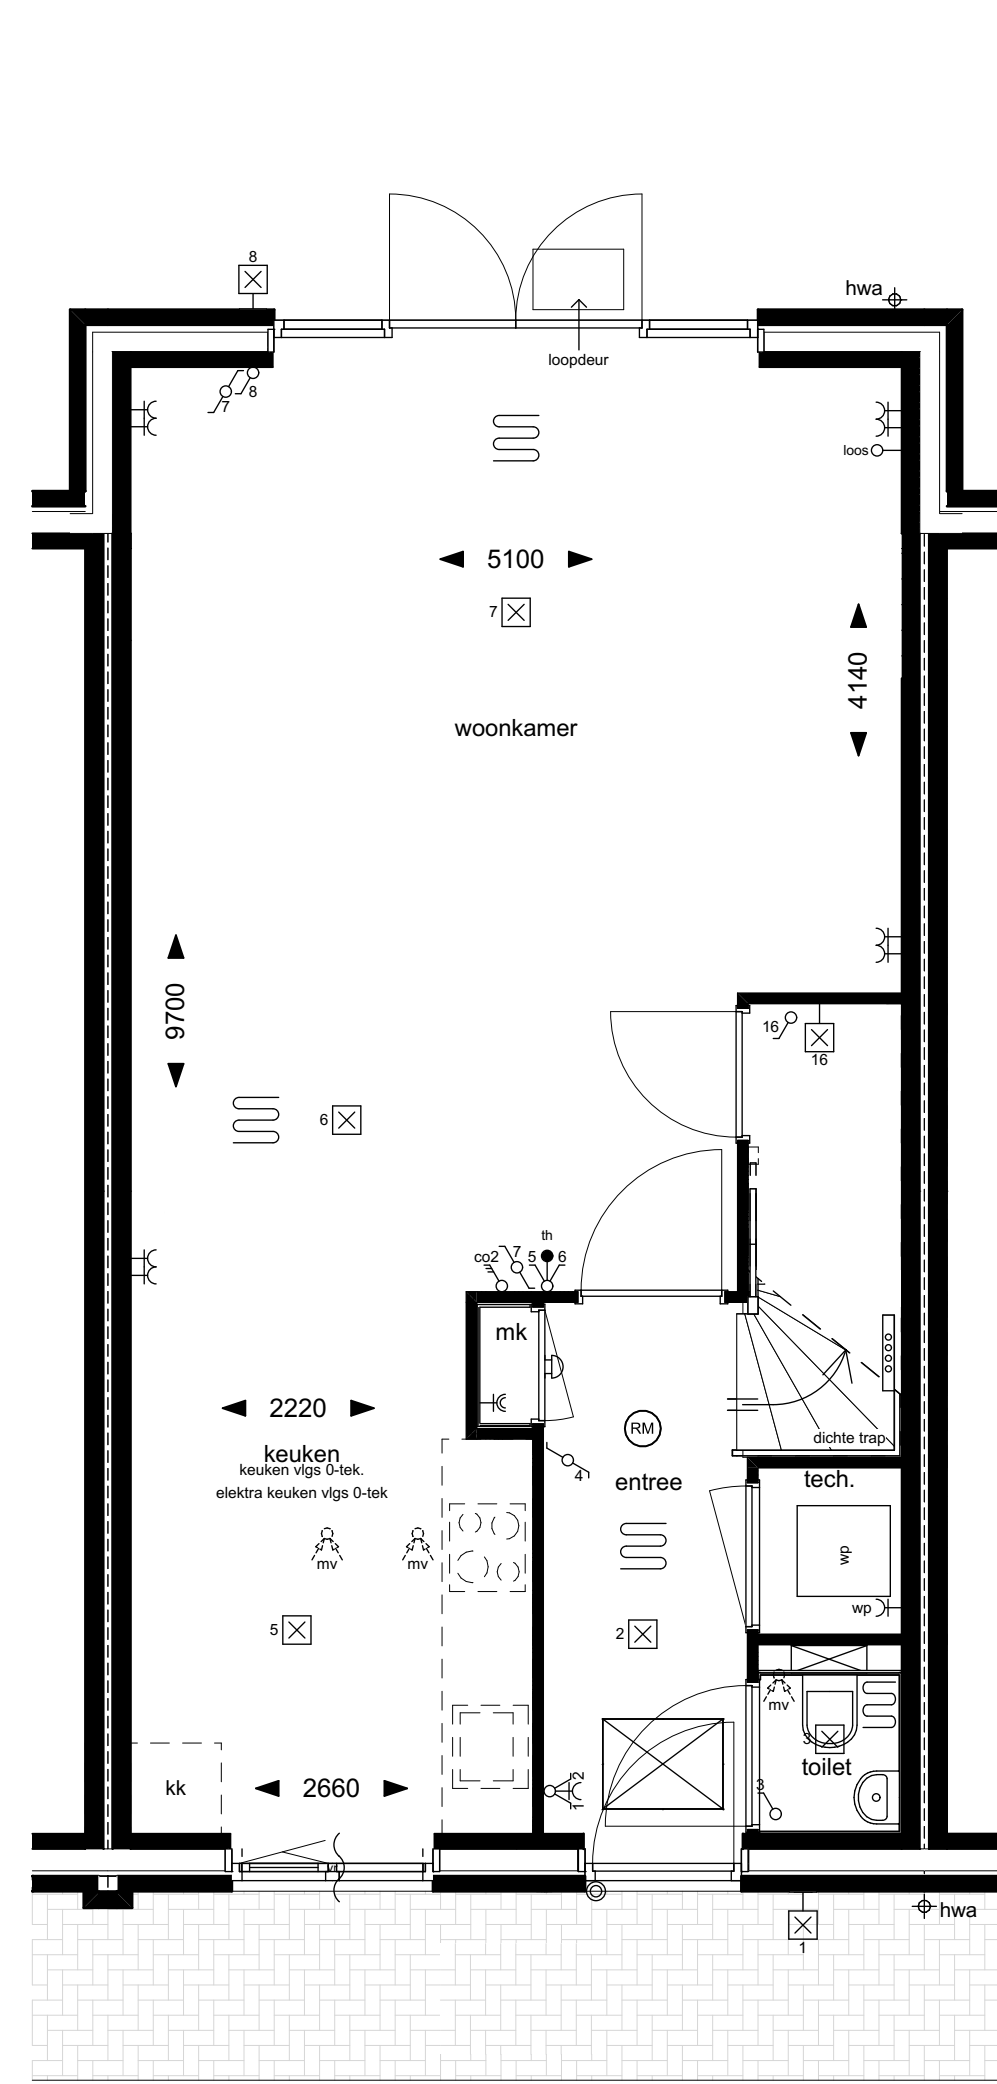 8
hwa
loopdeur
7
8
loos
5100
7
4140
woonkamer
9700
16
16
6
th
co2
7
5
6
mk
2220
RM
dichte trap
keuken
keuken vlgs 0-tek.
4
entree
tech.
elektra keuken vlgs 0-tek
wp
mv
mv
wp
5
2
mv
3
toilet
kk
2660
1
2
3
hwa
1